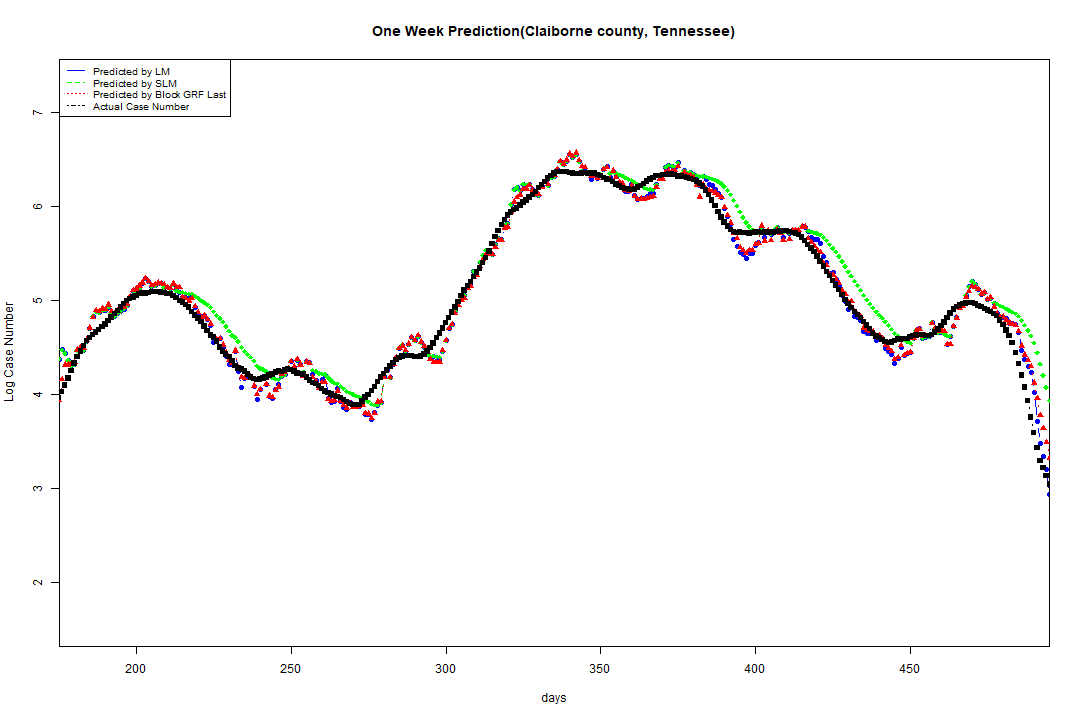 One Week Prediction(Claiborne county, Tennessee)
Predicted by LM
Predicted by SLM
Predicted by Block GRF Last
Actual Case Number
7
6
5
4
3
2
Log Case Number
200 250 300 350 400 450
days